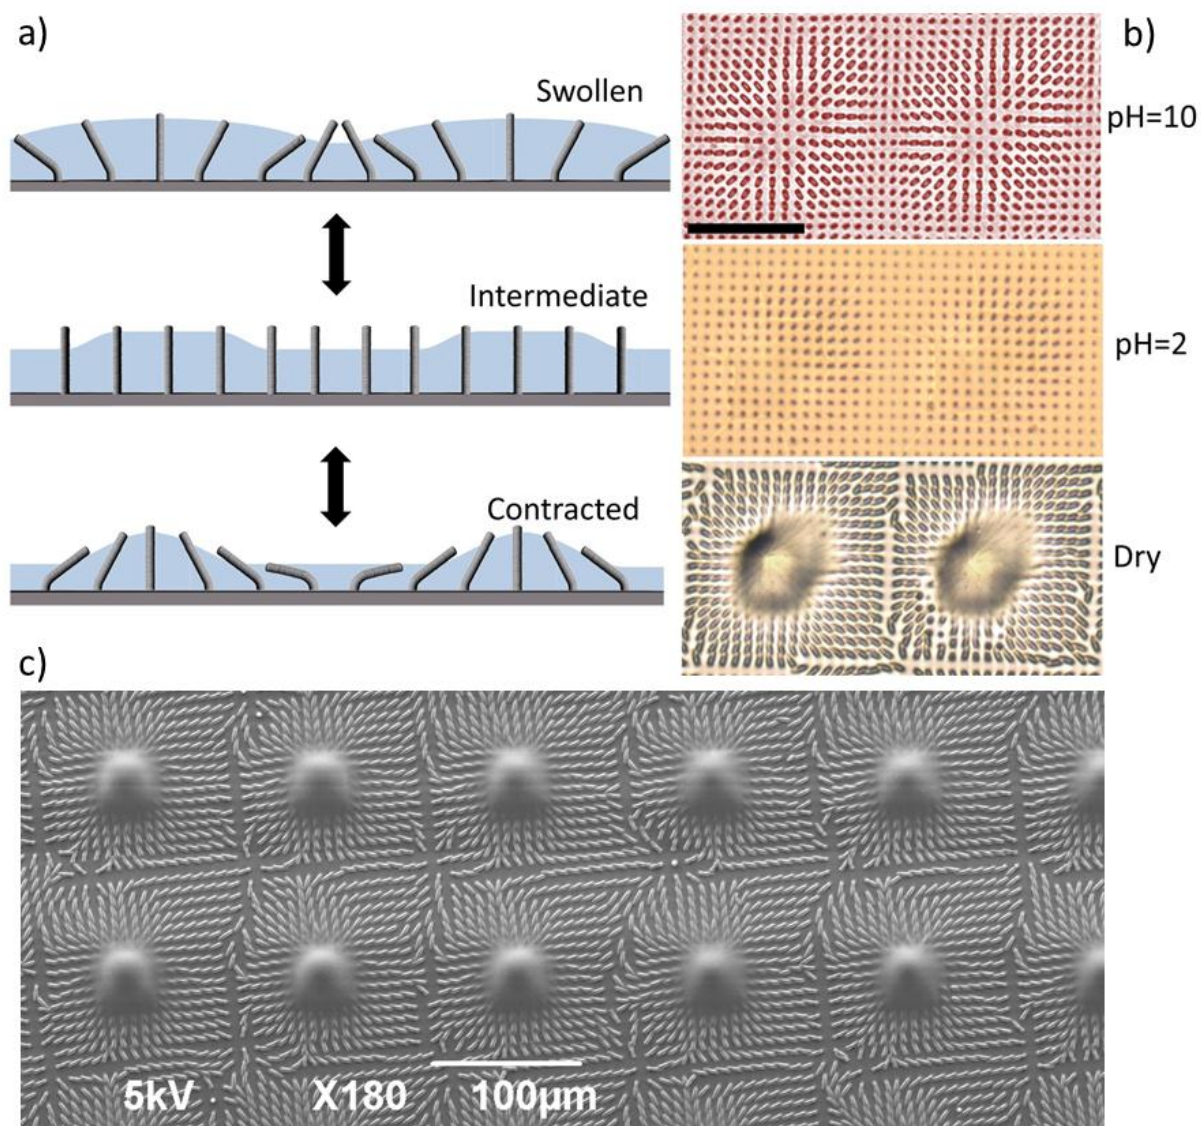 a)
b)
Swollen
pH=10
Intermediate
pH=2
Contracted
Dry
c)
5kV X180 100μm